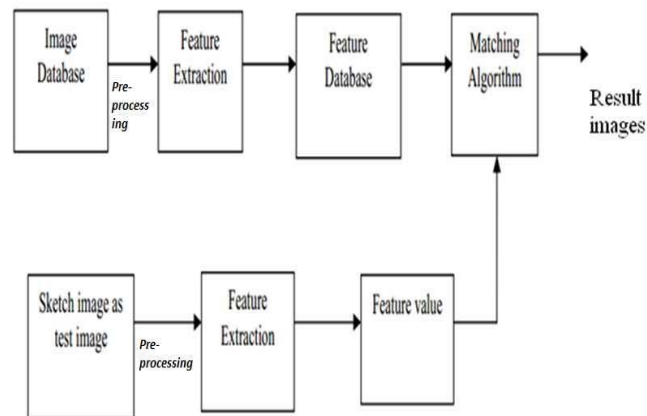 Image
Database
Pre-
process
ing
Feature
Extraction
Feature
Database
Matching
Algorithm
Result
images
Sketch image as
test image
Pre-
processing
Feature
Extraction
Feature value